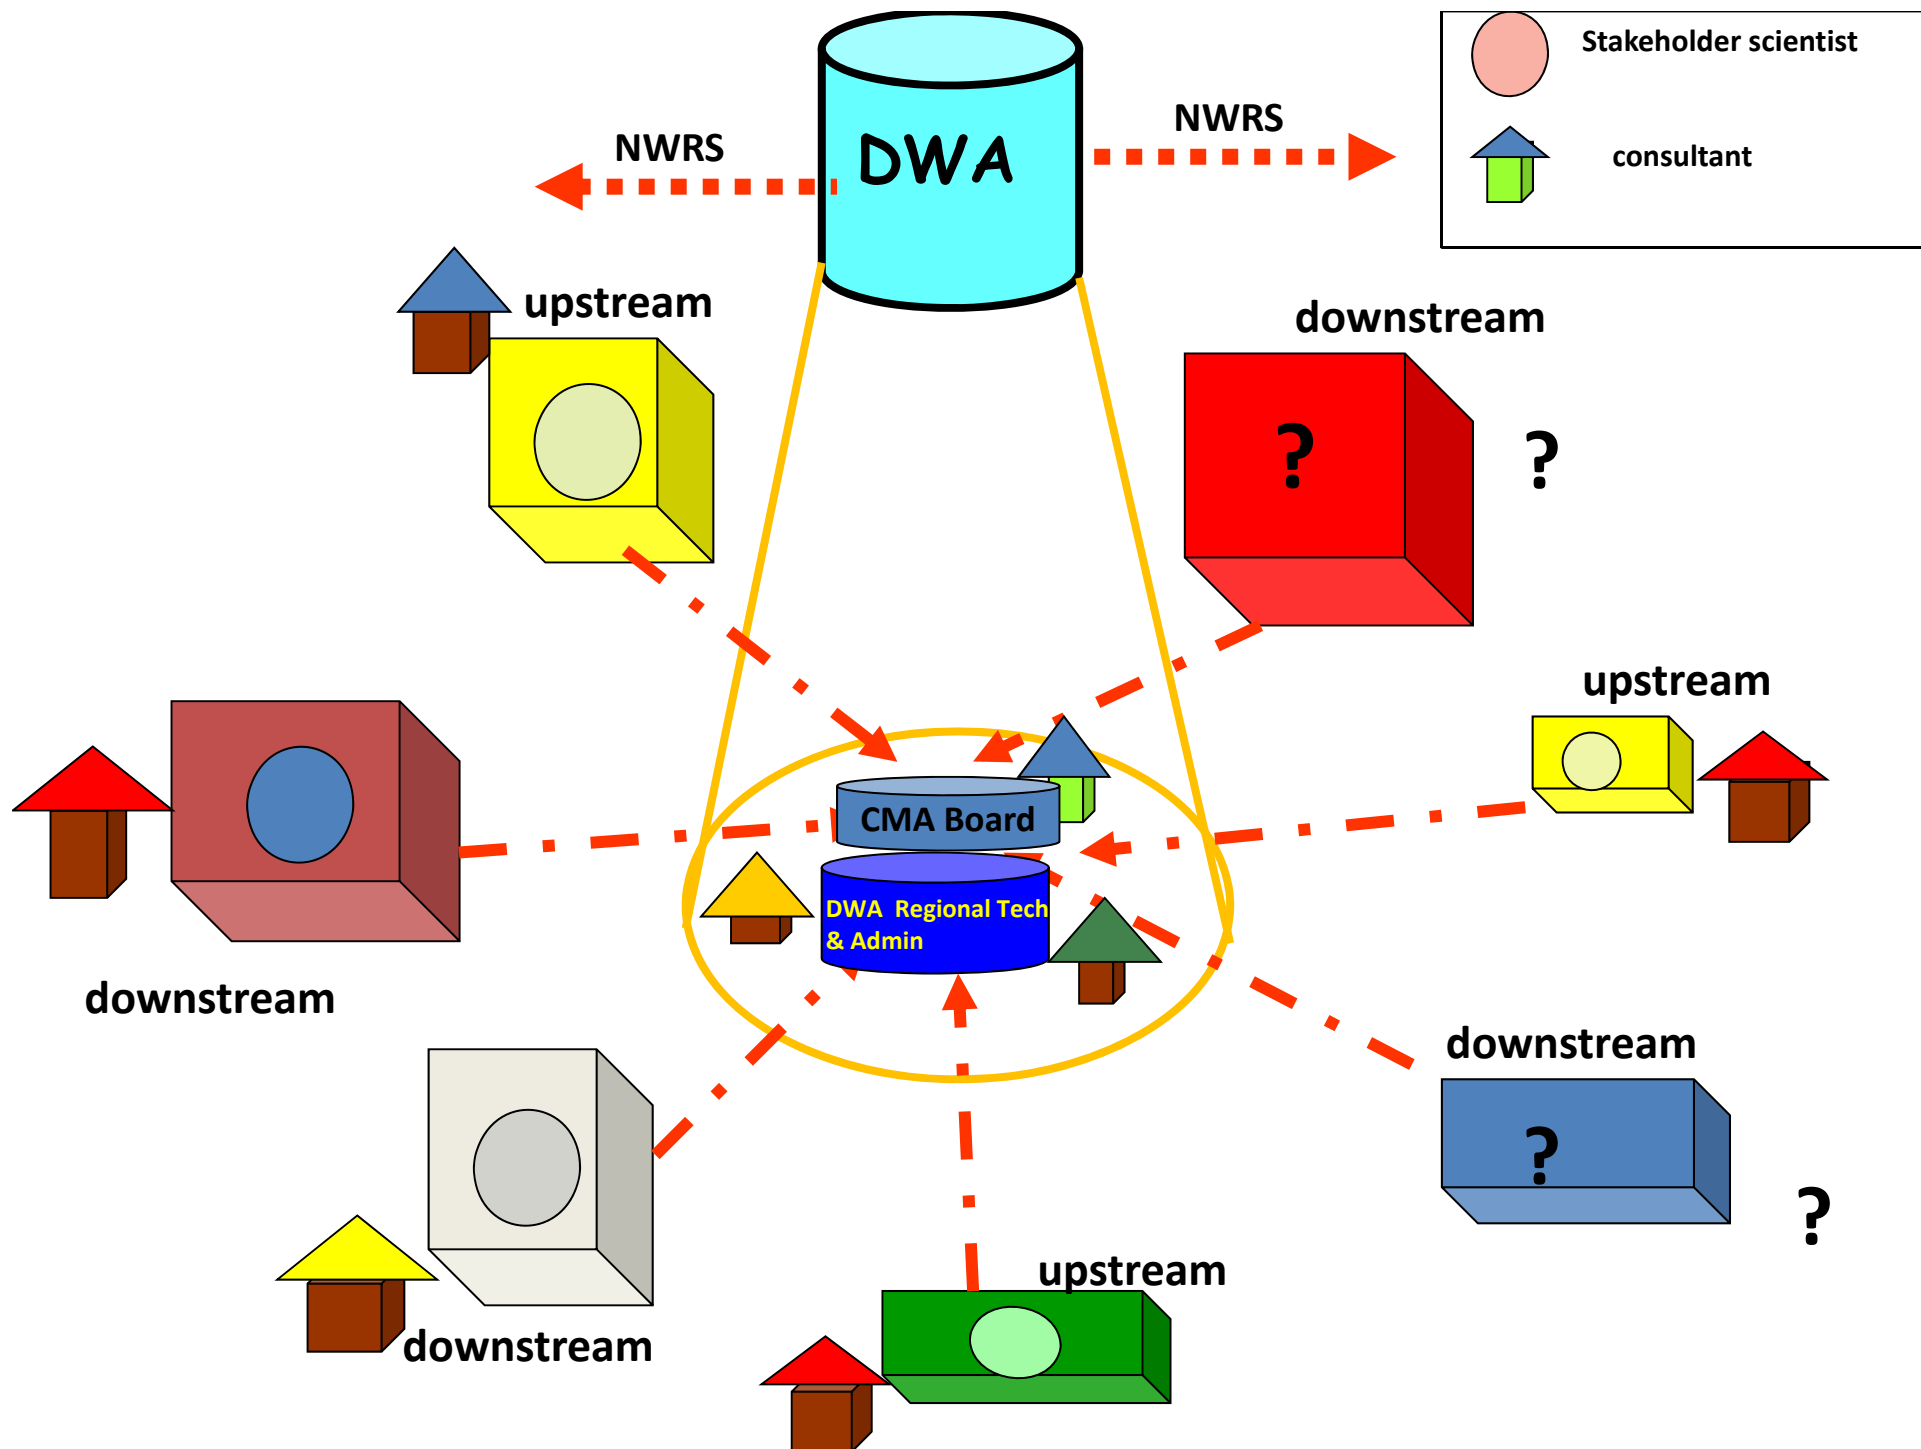 Stakeholder scientist
NWRS
DWA
NWRS
consultant
upstream
downstream
?
?
upstream
CMA Board
DWA Regional Tech
& Admin
downstream
downstream
?
?
upstream
downstream